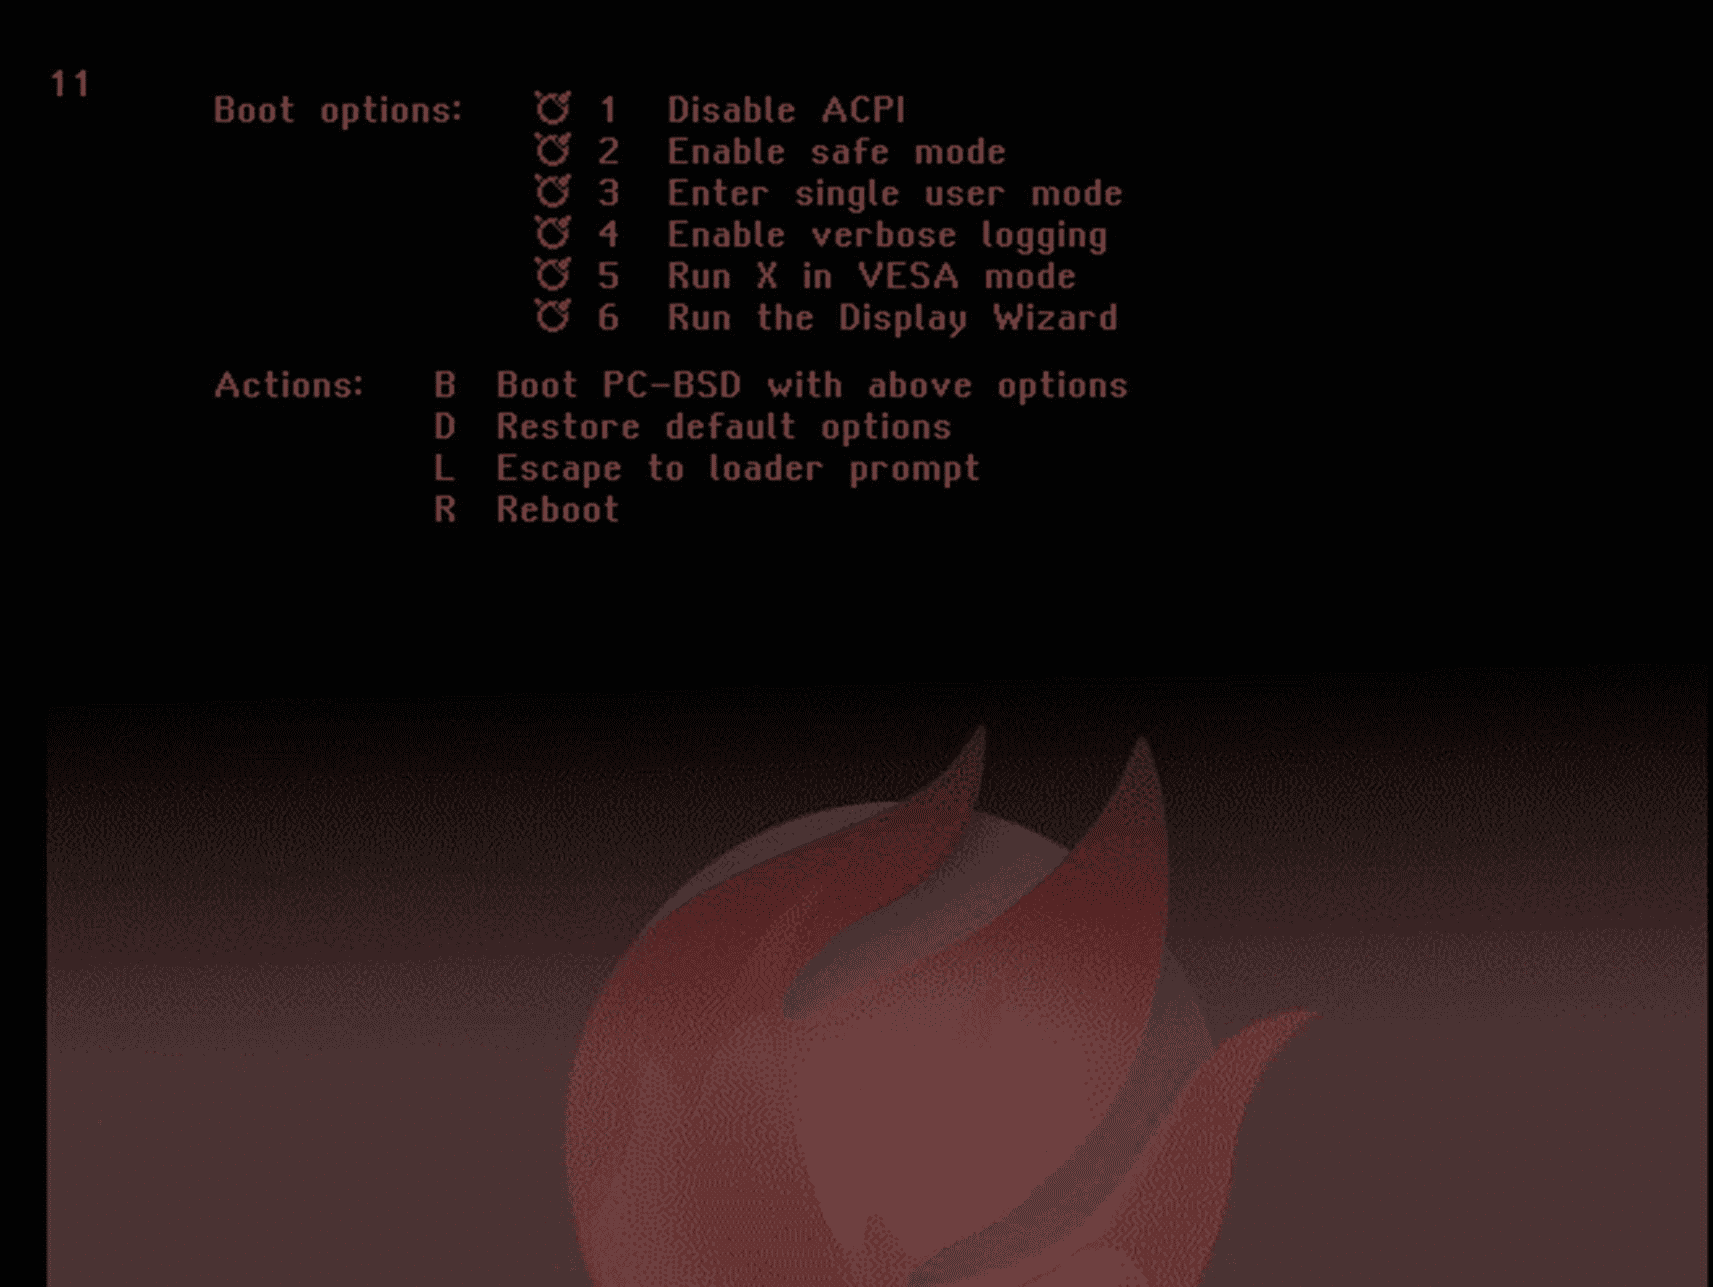 11
Boot options: 1 Disable ACPI
2 Enable safe mode
3 Enter single user mode
4 Enable verbose logging
5 Run X in VESA mode
6 Run the Display Wizard
Actions: B Boot PC-BSD with above options
D Restore default options
L Escape to loader prompt
R Reboot